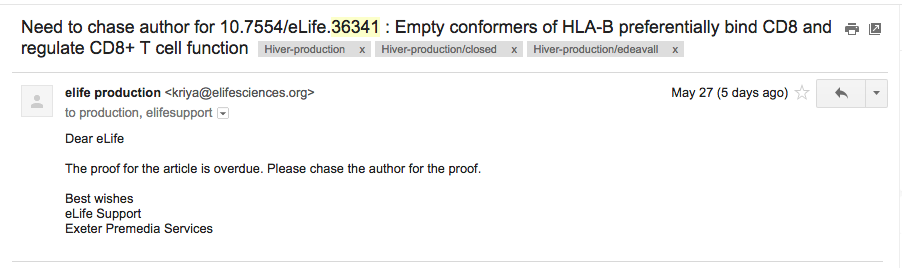 Need to chase author for 10.7554/eLife.36341 : Empty conformers of HLA-B preferentially bind CD8 and
regulate CD8+ T cell function Hiver-production x Hiver-production/closed x Hiver-production/edeavall x
elife production <kriya@elifesciences.org> May 27 (5 days ago)
to production, elifesupport
Dear eLife
The proof for the article is overdue. Please chase the author for the proof.
Best wishes
eLife Support
Exeter Premedia Services